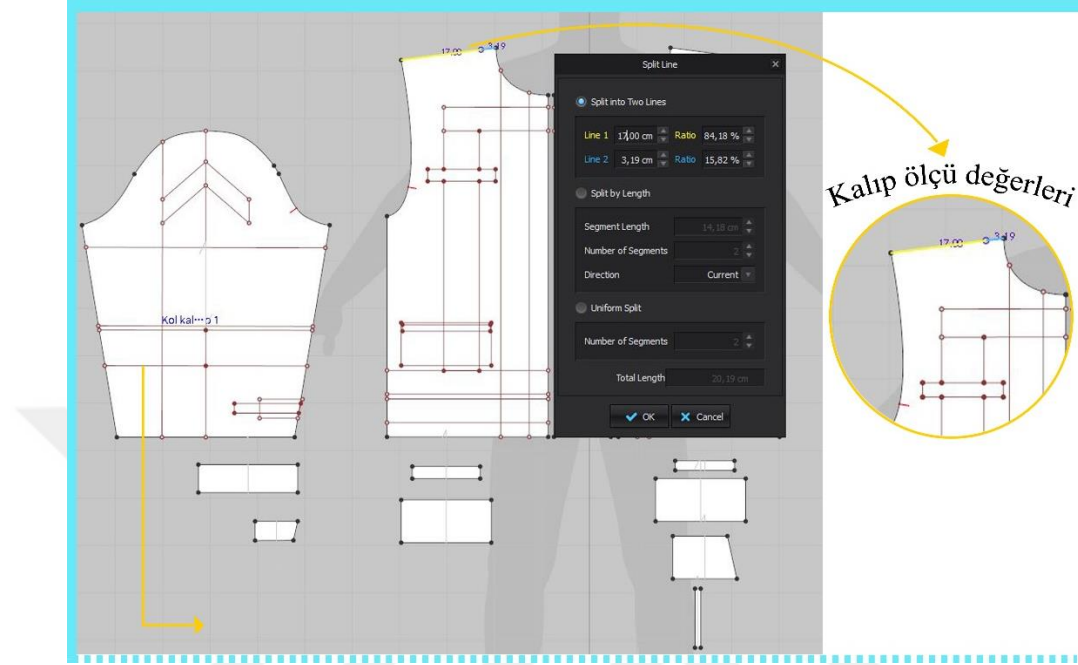 17,00 3,19
Split Line
Split into Two Lines
Line 1 17,00 cm Ratio 84,18 %
Line 2 3,19 cm Ratio 15,82 %
Split by Length
Segment Length 14,18 cm
Number of Segments 2
Direction Current
Uniform Split
Number of Segments 2
Total Length 20,19 cm
OK Cancel
Kol kal···p 1
Kalıp ölçü değerleri
17,00 3,19